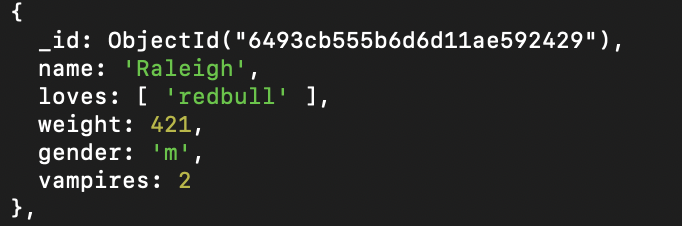 {
_id: ObjectId("6493cb555b6d6d11ae592429"),
name: 'Raleigh',
loves: [ 'redbull' ],
weight: 421,
gender: 'm',
vampires: 2
},